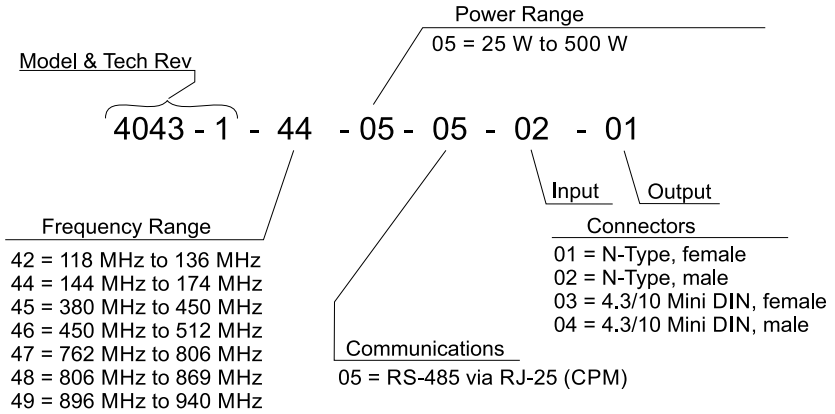 Power Range
05 = 25 W to 500 W
Model & Tech Rev
4043 - 1 - 44 - 05 - 05 - 02 - 01
Input
Output
Frequency Range
42 = 118 MHz to 136 MHz
44 = 144 MHz to 174 MHz
45 = 380 MHz to 450 MHz
46 = 450 MHz to 512 MHz
47 = 762 MHz to 806 MHz
48 = 806 MHz to 869 MHz
49 = 896 MHz to 940 MHz
Connectors
01 = N-Type, female
02 = N-Type, male
03 = 4.3/10 Mini DIN, female
04 = 4.3/10 Mini DIN, male
Communications
05 = RS-485 via RJ-25 (CPM)